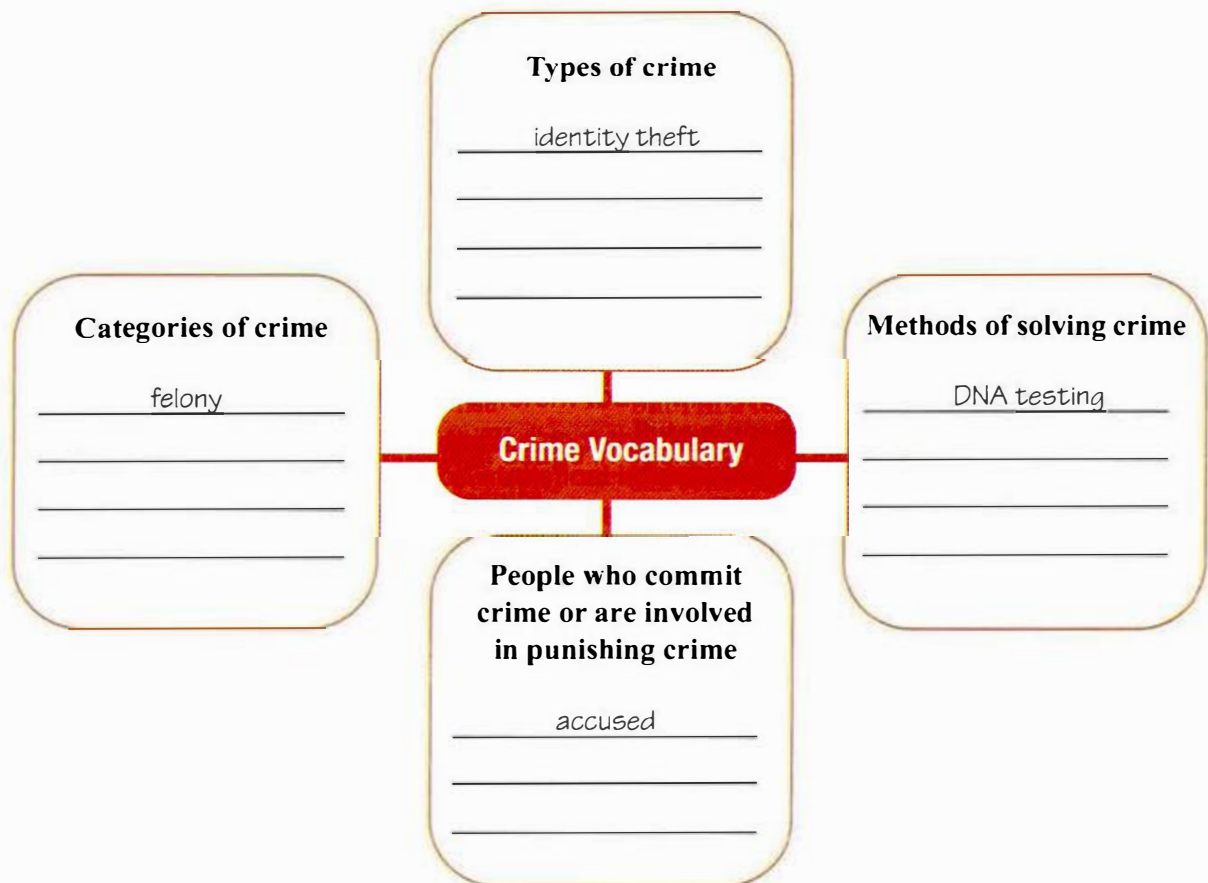 Types of crime
identity theft
Categories of crime
felony
Methods of solving crime
DNA testing
Crime Vocabulary
People who commit
crime or are involved
in punishing crime
accused